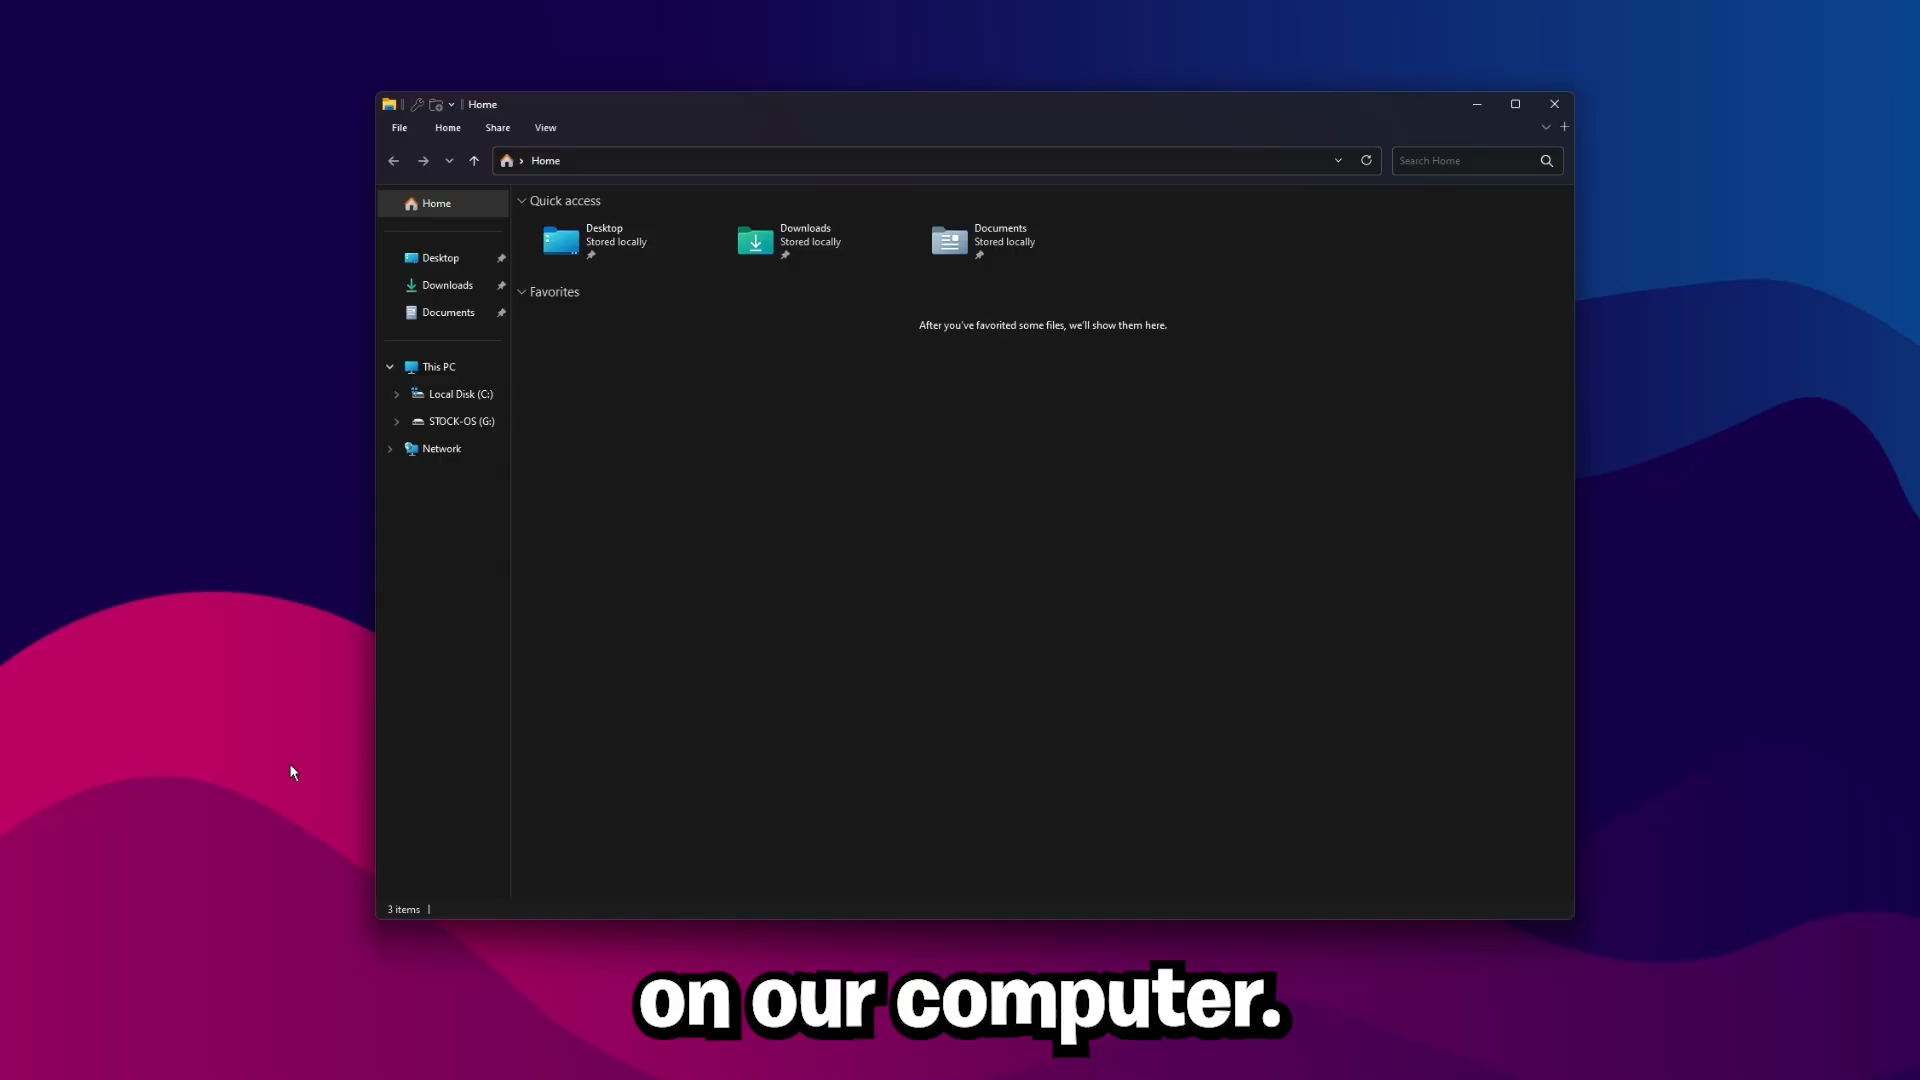 Home
File Home Share View
Home
Search Home
Home
Desktop
Downloads
Documents
This PC
Local Disk (C:)
STOCK-OS (G:)
Network
Quick access
Desktop
Stored locally
Downloads
Stored locally
Documents
Stored locally
Favorites
After you've favorited some files, we'll show them here.
3 items
on our computer.